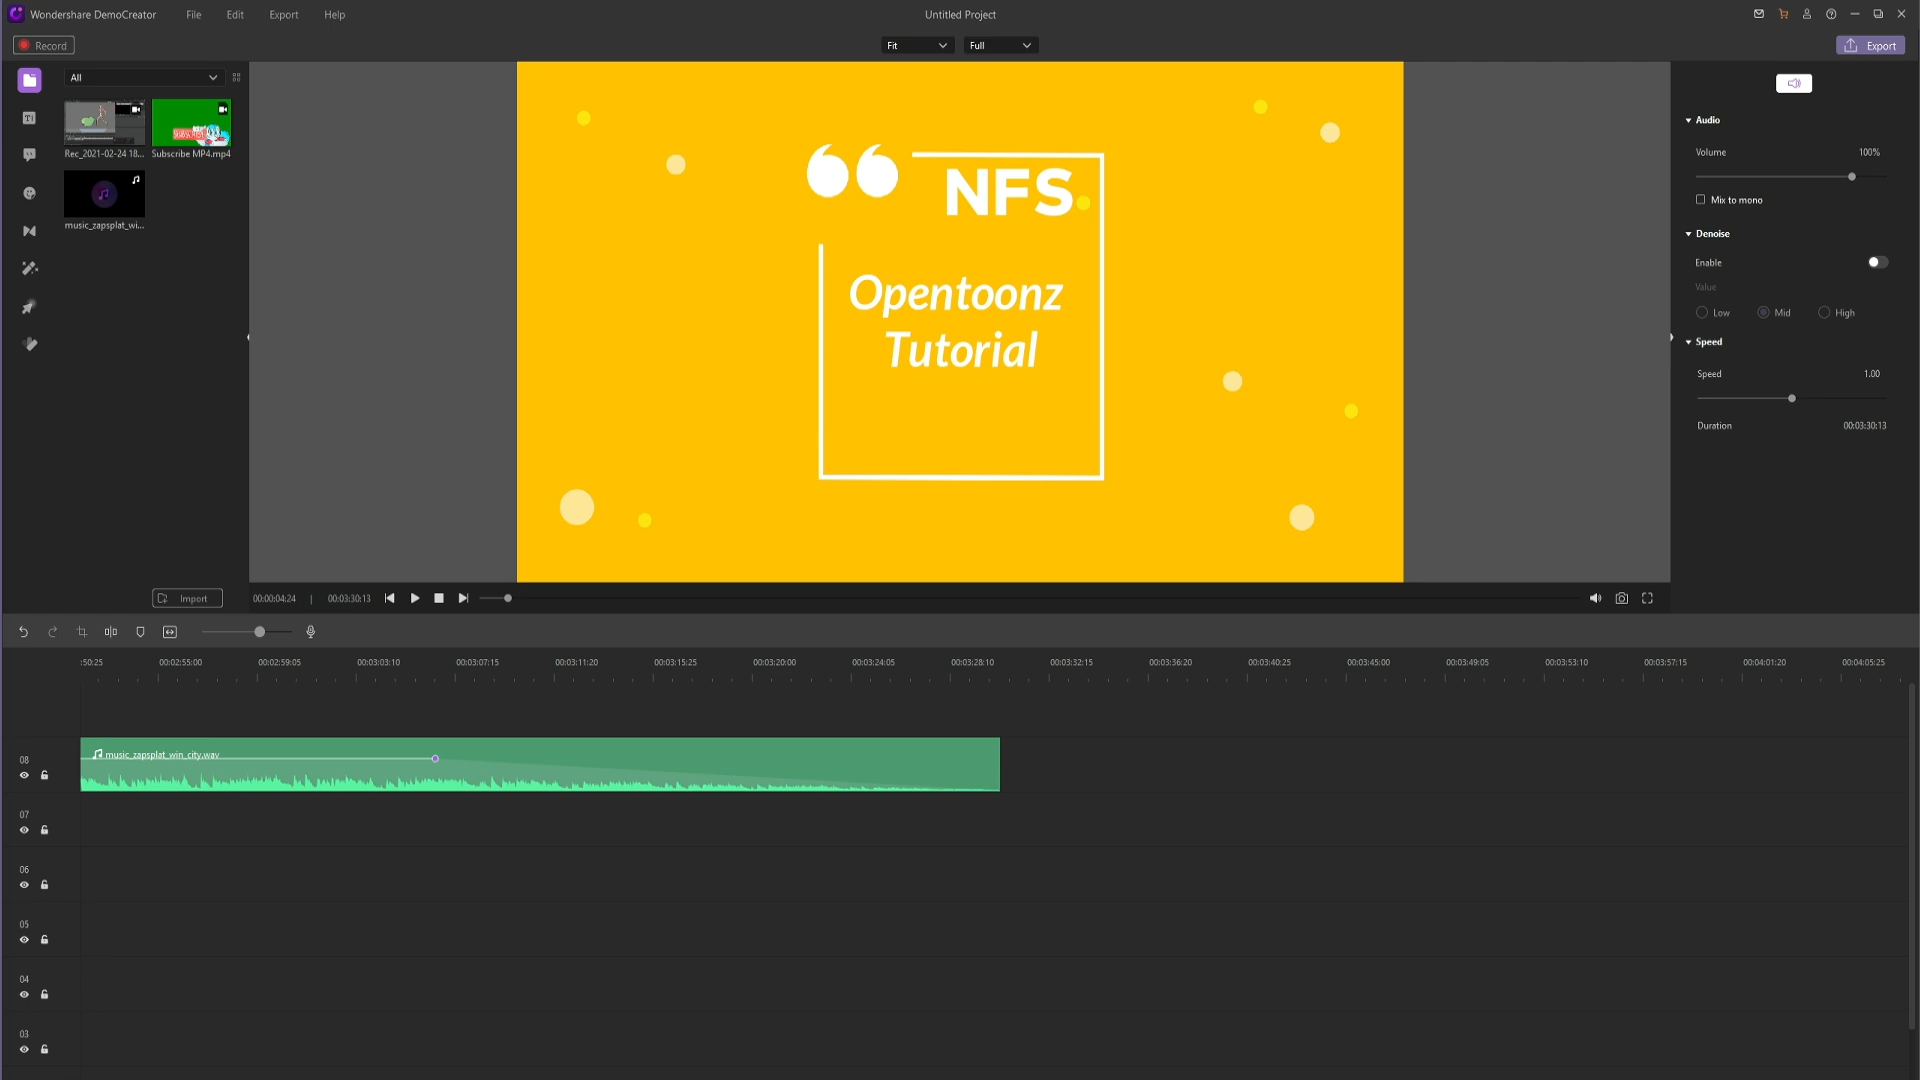 Wondershare DemoCreator File Edit Export Help Untitled Project
Record Fit Full Export
All
Rec_2021-02-24 18... Subscribe MP4.mp4
music_zapsplat_wi...
Import
NFS
Opentoonz
Tutorial
00:00:04:24 | 00:03:30:13
Audio
Volume 100%
Mix to mono
Denoise
Enable
Value
Low Mid High
Speed
Speed 1.00
Duration 00:03:30:13
:50:25 00:02:55:00 00:02:59:05 00:03:03:10 00:03:07:15 00:03:11:20 00:03:15:25 00:03:20:00 00:03:24:05 00:03:28:10 00:03:32:15 00:03:36:20 00:03:40:25 00:03:45:00 00:03:49:05 00:03:53:10 00:03:57:15 00:04:01:20 00:04:05:25
08
music_zapsplat_win_city.wav
07
06
05
04
03